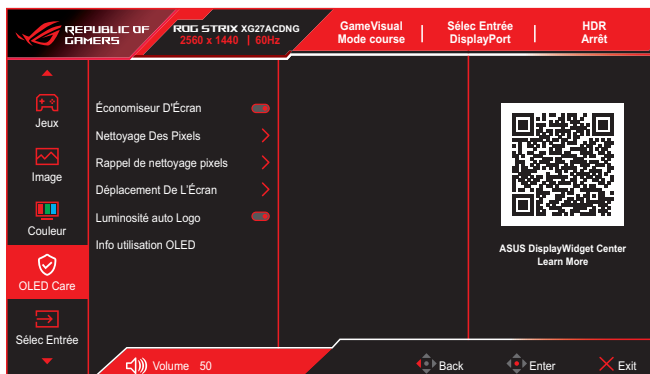 REPUBLIC OF
GAMERS
ROG STRIX XG27ACDNG
2560 x 1440 | 60Hz
GameVisual
Mode course
Sélec Entrée
DisplayPort
HDR
Arrêt
Jeux
Image
Couleur
OLED Care
Sélec Entrée
Économiseur D'Écran
Nettoyage Des Pixels
Rappel de nettoyage pixels
Déplacement De L'Écran
Luminosité auto Logo
Info utilisation OLED
ASUS DisplayWidget Center
Learn More
Volume 50
Back
Enter
Exit